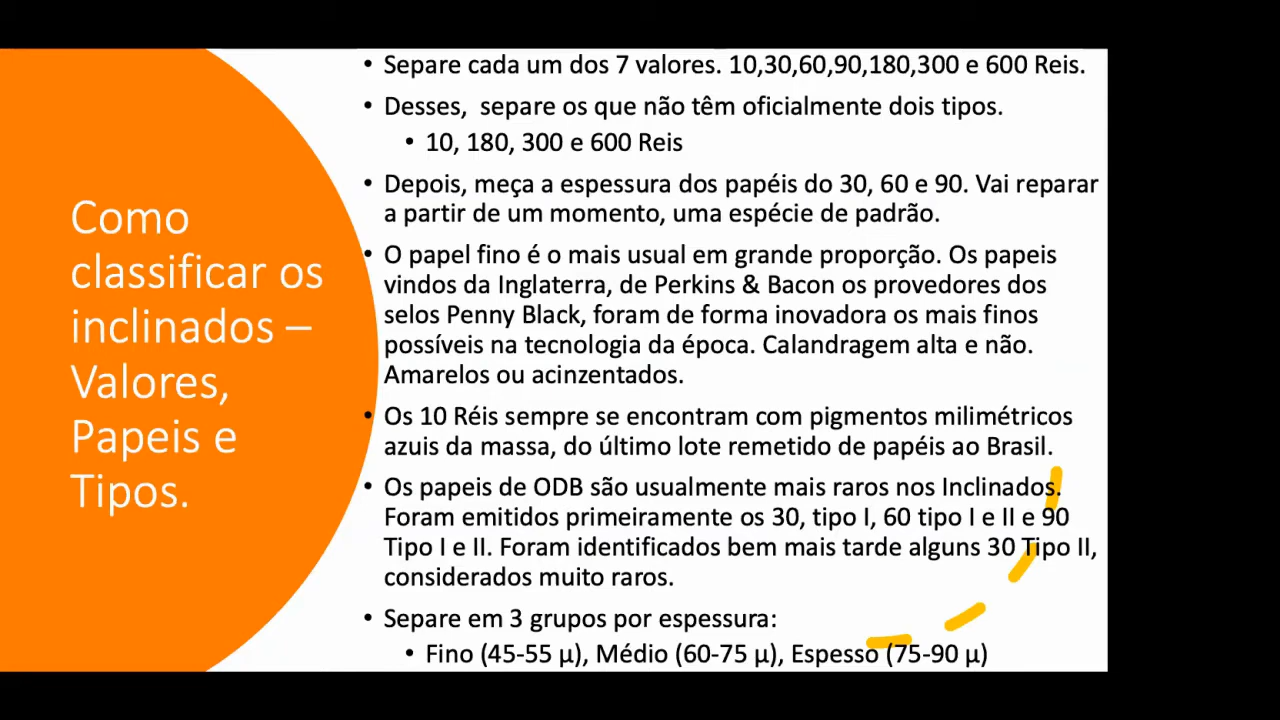 Como
classificar os
inclinados –
Valores,
Papeis e
Tipos.
• Separe cada um dos 7 valores. 10,30,60,90,180,300 e 600 Reis.
• Desses, separe os que não têm oficialmente dois tipos.
• 10, 180, 300 e 600 Reis
• Depois, meça a espessura dos papéis do 30, 60 e 90. Vai reparar
a partir de um momento, uma espécie de padrão.
• O papel fino é o mais usual em grande proporção. Os papeis
vindos da Inglaterra, de Perkins & Bacon os provedores dos
selos Penny Black, foram de forma inovadora os mais finos
possíveis na tecnologia da época. Calandragem alta e não.
Amarelos ou acinzentados.
• Os 10 Réis sempre se encontram com pigmentos milimétricos
azuis da massa, do último lote remetido de papéis ao Brasil.
• Os papeis de ODB são usualmente mais raros nos Inclinados.
Foram emitidos primeiramente os 30, tipo I, 60 tipo I e II e 90
Tipo I e II. Foram identificados bem mais tarde alguns 30 Tipo II,
considerados muito raros.
• Separe em 3 grupos por espessura:
• Fino (45-55 µ), Médio (60-75 µ), Espesso (75-90 µ)